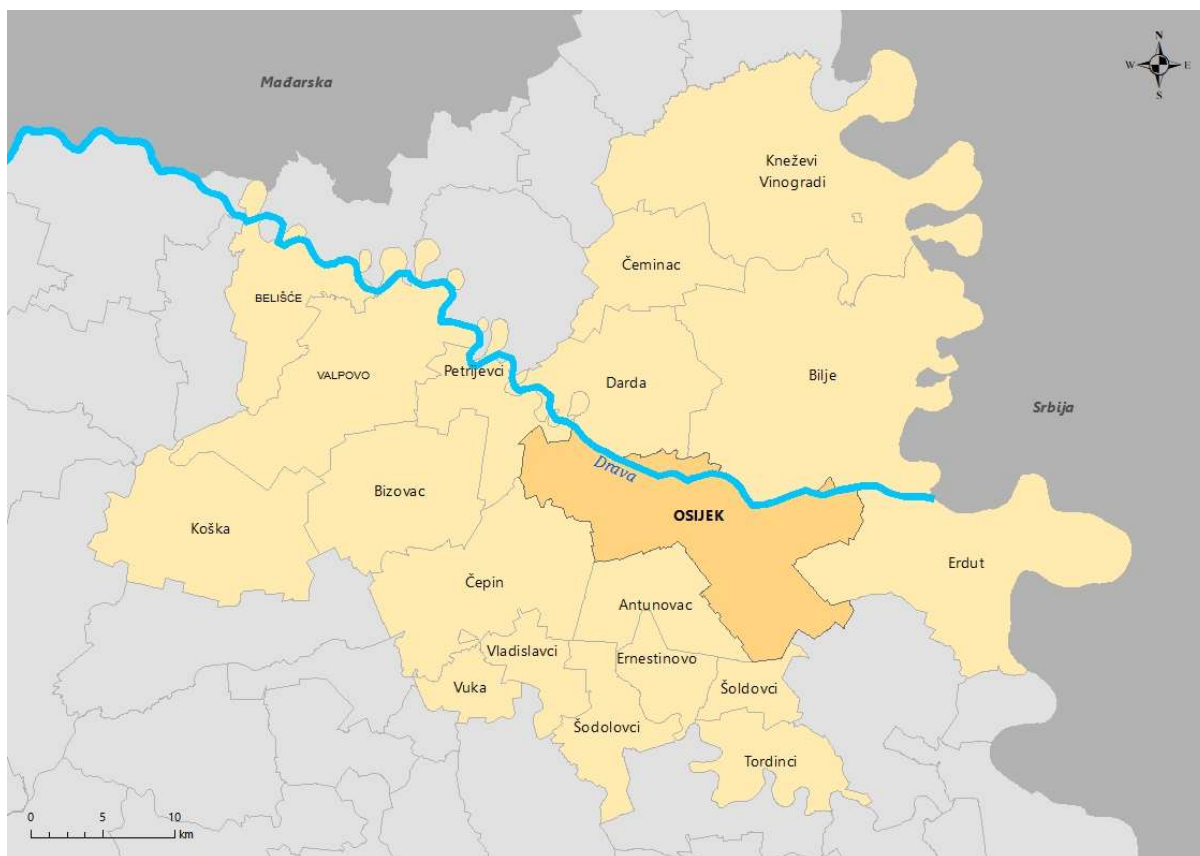 N
W E
S
Mađarska
Kneževi
Vinogradi
Čeminac
BELIŠĆE
VALPOVO
Petrijevci
Darda
Bilje
Srbija
Drava
Bizovac
OSIJEK
Koška
Erdut
Čepin
Antunovac
Vladislavci
Ernestinovo
Vuka
Šoldovci
Šodolovci
Tordinci
0 5 10
km